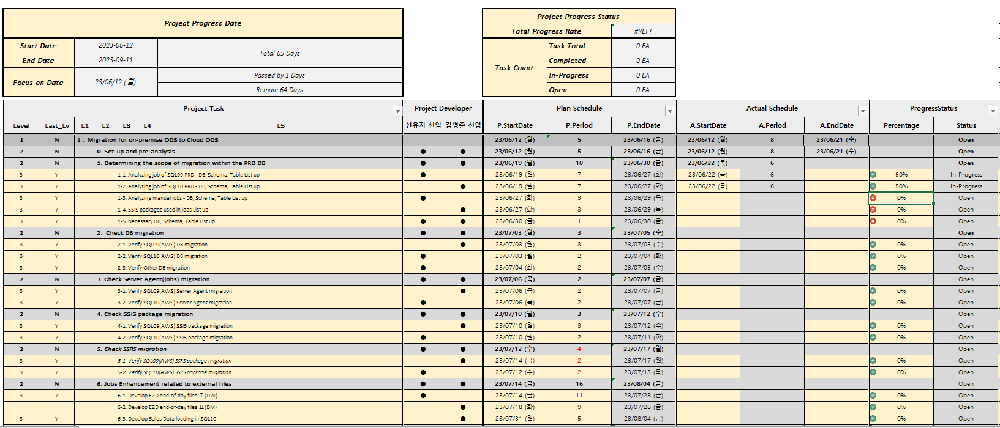 Project Progress Date
Project Progress Status
Total Progress Rate #REF!
Start Date 2023-06-12 Total 65 Days Task Count Task Total 0 EA
End Date 2023-09-11 Completed 0 EA
Focus on Date 23/06/12 (월) Passed by 1 Days In-Progress 0 EA
Remain 64 Days Open 0 EA
Project Task Project Developer Plan Schedule Actual Schedule ProgressStatus
Level Last_Lv L1 L2 L3 L4 L5 신유지 선임 김병준 선임 P.StartDate P.Period P.EndDate A.StartDate A.Period A.EndDate Percentage Status
1 N Ⅰ. Migration for on-premise ODS to Cloud ODS 23/06/12 (월) 5 23/06/16 (금) 23/06/12 (월) 8 23/06/21 (수) Open
2 N 0. Set-up and pre-analysis ● ● 23/06/12 (월) 5 23/06/16 (금) 23/06/12 (월) 8 23/06/21 (수) Open
2 N 1. Determining the scope of migration within the PRD DB ● ● 23/06/19 (월) 10 23/06/30 (금) 23/06/22 (목) 6 Open
3 Y 1-1. Analyzing job of SQL09 PRD - DB, Schema, Table List up ● 23/06/19 (월) 7 23/06/27 (화) 23/06/22 (목) 6 50% In-Progress
3 Y 1-2. Analyzing job of SQL10 PRD - DB, Schema, Table List up ● 23/06/19 (월) 7 23/06/27 (화) 23/06/22 (목) 6 50% In-Progress
3 Y 1-3. Analyzing manual jobs - DB, Schema, Table List up ● 23/06/27 (화) 3 23/06/29 (목) 0% Open
3 Y 1-4. SSIS packages used in jobs List up ● 23/06/27 (화) 3 23/06/29 (목) 0% Open
3 Y 1-5. Necessary DB, Schema, Table List up ● ● 23/06/30 (금) 1 23/06/30 (금) 0% Open
2 N 2. Check DB migration ● ● 23/07/03 (월) 3 23/07/05 (수) Open
3 Y 2-1. Verify SQL09(AWS) DB migration ● 23/07/03 (월) 3 23/07/05 (수) 0% Open
3 Y 2-2. Verify SQL10(AWS) DB migration ● 23/07/03 (월) 2 23/07/04 (화) 0% Open
3 Y 2-3. Verify Other DB migration ● 23/07/04 (화) 2 23/07/05 (수) 0% Open
2 N 3. Check Server Agent(jobs) migration ● ● 23/07/06 (목) 2 23/07/07 (금) Open
3 Y 3-1. Verify SQL09(AWS) Server Agent migration ● 23/07/06 (목) 2 23/07/07 (금) 0% Open
3 Y 3-2. Verify SQL10(AWS) Server Agent migration ● 23/07/06 (목) 2 23/07/07 (금) 0% Open
2 N 4. Check SSIS package migration ● ● 23/07/10 (월) 3 23/07/12 (수) Open
3 Y 4-1. Verify SQL09(AWS) SSIS package migration ● 23/07/10 (월) 3 23/07/12 (수) 0% Open
3 Y 4-2. Verify SQL10(AWS) SSIS package migration ● 23/07/10 (월) 2 23/07/11 (화) 0% Open
2 N 5. Check SSRS migration ● ● 23/07/12 (수) 4 23/07/17 (월) Open
3 Y 5-1. Verify SQL09(AWS) SSRS package migration ● 23/07/14 (금) 2 23/07/17 (월) 0% Open
3 Y 5-2. Verify SQL10(AWS) SSRS package migration ● 23/07/12 (수) 2 23/07/13 (목) 0% Open
2 N 6. Jobs Enhancement related to external files ● ● 23/07/14 (금) 16 23/08/04 (금) Open
3 Y 6-1. Develop EZD end-of-day files Ⅰ(DW) ● 23/07/14 (금) 11 23/07/28 (금) 0% Open
6-2. Develop EZD end-of-day files Ⅱ(DM) ● 23/07/18 (화) 9 23/07/28 (금) 0% Open
3 Y 6-3. Develop Sales Data loading in SQL10 ● 23/07/31 (월) 5 23/08/04 (금) 0% Open